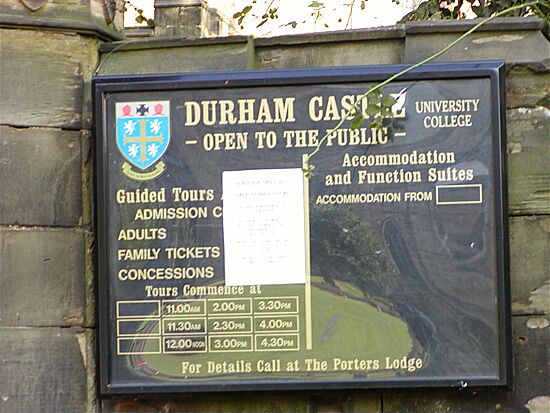 DURHAM CASTLE
UNIVERSITY COLLEGE
– OPEN TO THE PUBLIC –
Guided Tours
ADMISSION C
ADULTS
FAMILY TICKETS
CONCESSIONS
Tours Commence at
11.00AM 2.00PM 3.30PM
11.30AM 2.30PM 4.00PM
12.00NOON 3.00PM 4.30PM
Accommodation
and Function Suites
ACCOMMODATION FROM
For Details Call at The Porters Lodge